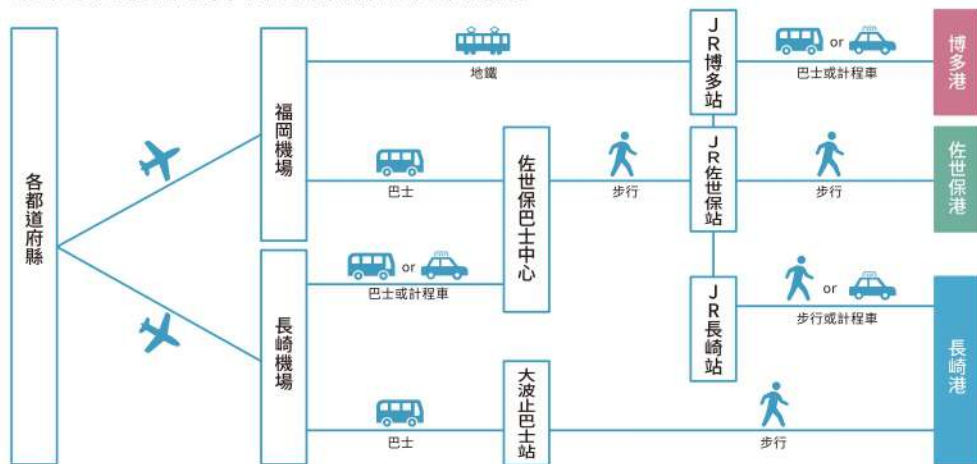 各都道府縣
福岡機場
長崎機場
地鐵
巴士
or
巴士或計程車
巴士
佐世保巴士中心
大波止巴士站
步行
JR博多站
JR佐世保站
JR長崎站
or
巴士或計程車
步行
or
步行或計程車
步行
博多港
佐世保港
長崎港